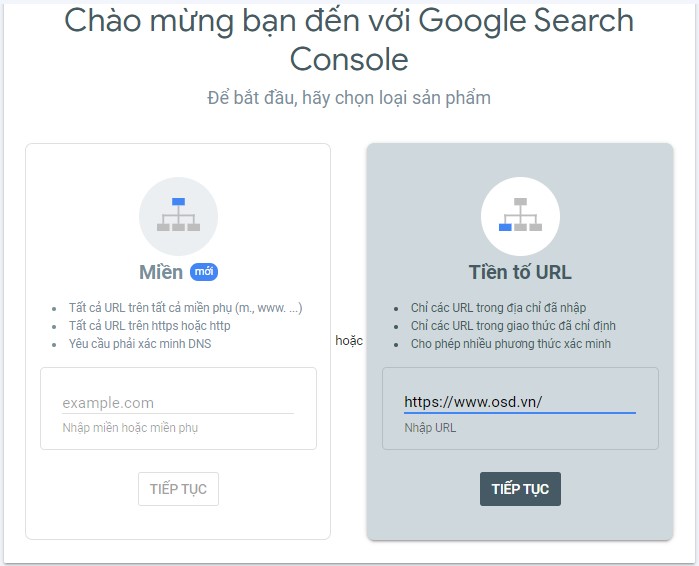 Chào mừng bạn đến với Google Search
Console
Để bắt đầu, hãy chọn loại sản phẩm
Miền mới
Tất cả URL trên tất cả miền phụ (m., www. ...)
Tất cả URL trên https hoặc http
Yêu cầu phải xác minh DNS
example.com
Nhập miền hoặc miền phụ
TIẾP TỤC
hoặc
Tiền tố URL
Chỉ các URL trong địa chỉ đã nhập
Chỉ các URL trong giao thức đã chỉ định
Cho phép nhiều phương thức xác minh
https://www.osd.vn/
Nhập URL
TIẾP TỤC